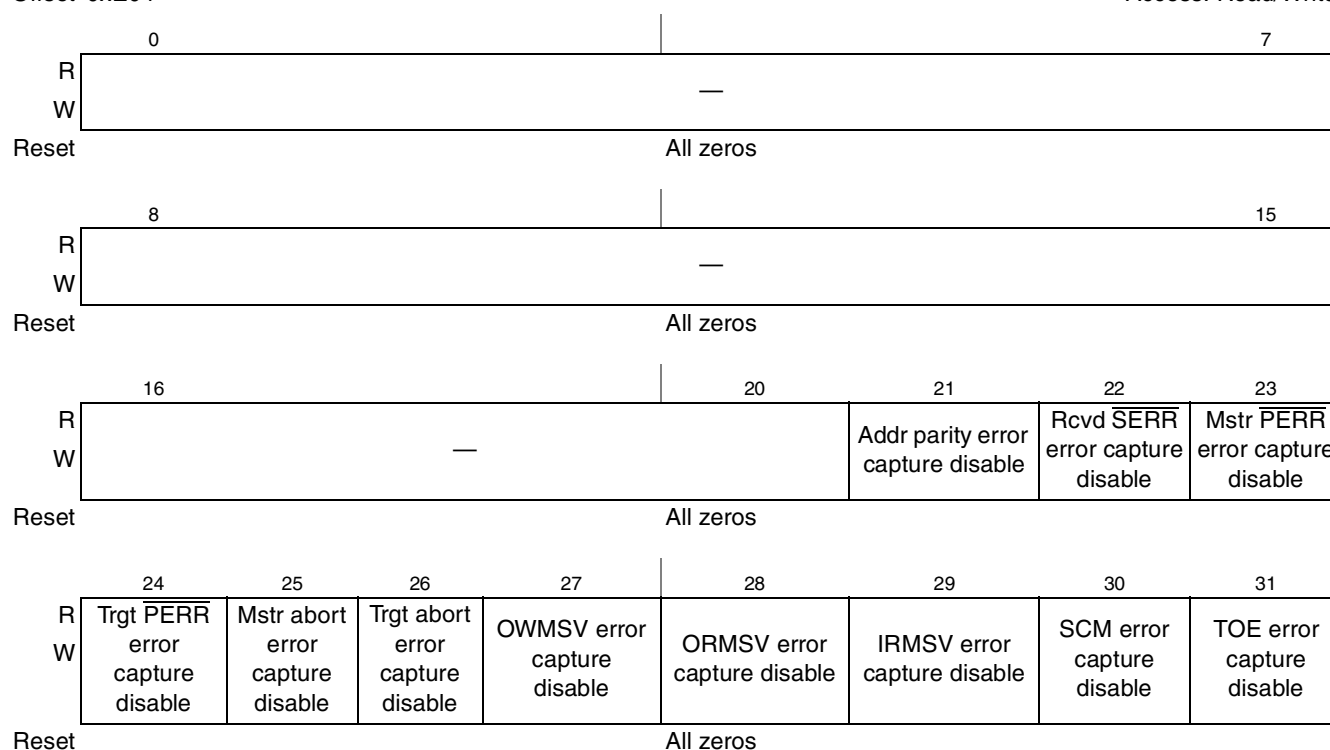 0 7
R
—
W
Reset All zeros
8 15
R
—
W
Reset All zeros
16 20 21 22 23
R
W
—
Addr parity error
capture disable
Rcvd SERR
error capture
disable
Mstr PERR
error capture
disable
Reset All zeros
24 25 26 27 28 29 30 31
R
W
Trgt PERR
error
capture
disable
Mstr abort
error
capture
disable
Trgt abort
error
capture
disable
OWMSV error
capture
disable
ORMSV error
capture disable
IRMSV error
capture disable
SCM error
capture
disable
TOE error
capture
disable
Reset All zeros